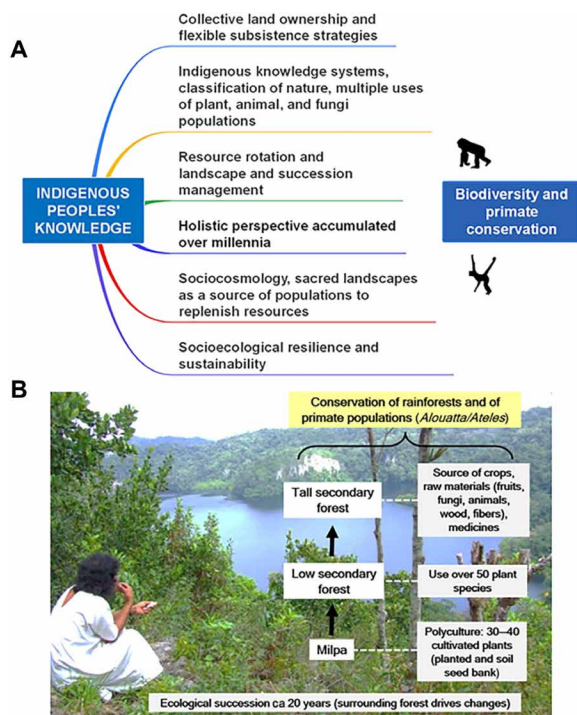 A
Collective land ownership and
flexible subsistence strategies
Indigenous knowledge systems,
classification of nature, multiple uses
of plant, animal, and fungi
populations
Resource rotation and
landscape and succession
management
INDIGENOUS
PEOPLES'
KNOWLEDGE
Holistic perspective accumulated
over millennia
Sociocosmology, sacred landscapes
as a source of populations to
replenish resources
Socioecological resilience and
sustainability
Biodiversity and
primate
conservation
B
Conservation of rainforests and of
primate populations (Alouatta/Ateles)
Tall secondary
forest
Source of crops,
raw materials (fruits,
fungi, animals,
wood, fibers),
medicines
Low secondary
forest
Use over 50 plant
species
Milpa
Polyculture: 30–40
cultivated plants
(planted and soil
seed bank)
Ecological succession ca 20 years (surrounding forest drives changes)